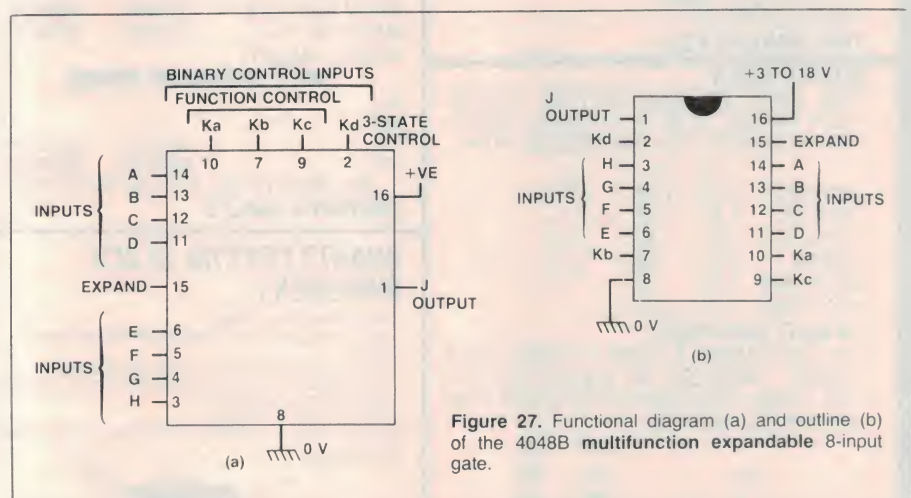 BINARY CONTROL INPUTS
FUNCTION CONTROL
Ka Kb Kc Kd 3-STATE
CONTROL
10 7 9 2
+VE
16
A 14
B 13
INPUTS
C 12
D 11
EXPAND 15
1 J
OUTPUT
E 6
F 5
INPUTS
G 4
H 3
8
0 V
(a)
+3 TO 18 V
J
OUTPUT 1
16
Kd 2
15 EXPAND
H 3
14 A
G 4
13 B
INPUTS
INPUTS
F 5
12 C
E 6
11 D
Kb 7
10 Ka
8
9 Kc
0 V
(b)
Figure 27. Functional diagram (a) and outline (b)
of the 4048B multifunction expandable 8-input
gate.